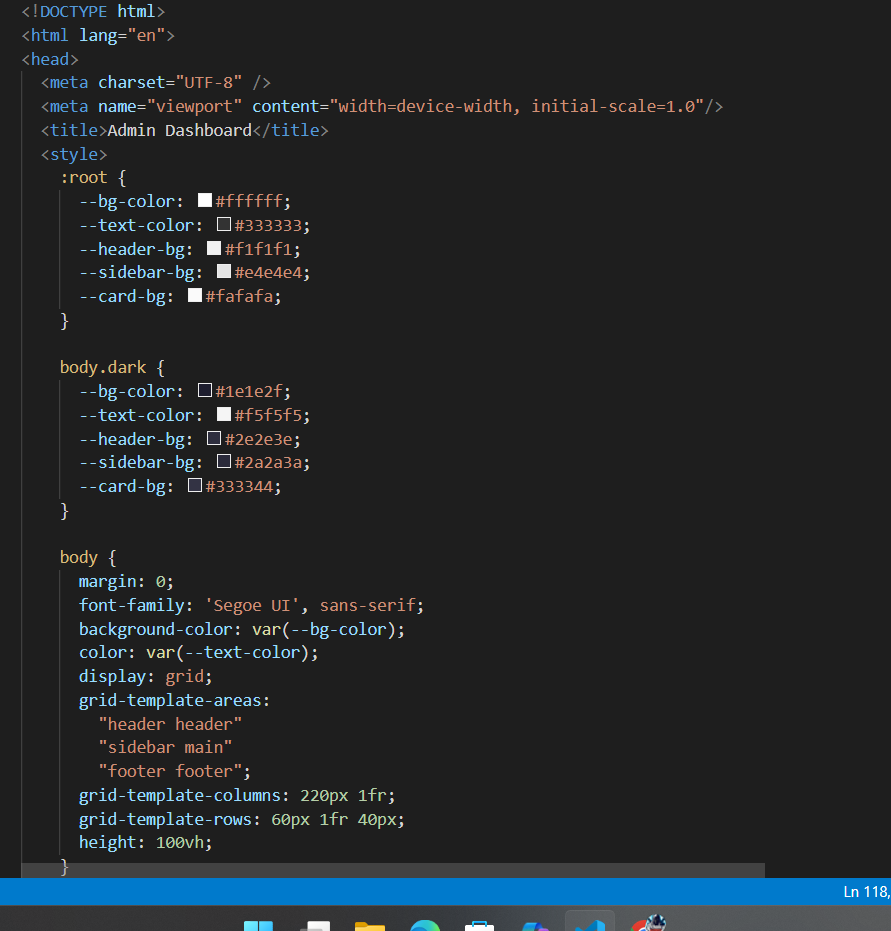 <!DOCTYPE html>
<html lang="en">
<head>
<meta charset="UTF-8" />
<meta name="viewport" content="width=device-width, initial-scale=1.0"/>
<title>Admin Dashboard</title>
<style>
:root {
--bg-color: #ffffff;
--text-color: #333333;
--header-bg: #f1f1f1;
--sidebar-bg: #e4e4e4;
--card-bg: #fafafa;
}
body.dark {
--bg-color: #1e1e2f;
--text-color: #f5f5f5;
--header-bg: #2e2e3e;
--sidebar-bg: #2a2a3a;
--card-bg: #333344;
}
body {
margin: 0;
font-family: 'Segoe UI', sans-serif;
background-color: var(--bg-color);
color: var(--text-color);
display: grid;
grid-template-areas:
"header header"
"sidebar main"
"footer footer";
grid-template-columns: 220px 1fr;
grid-template-rows: 60px 1fr 40px;
height: 100vh;
}
Ln 118,